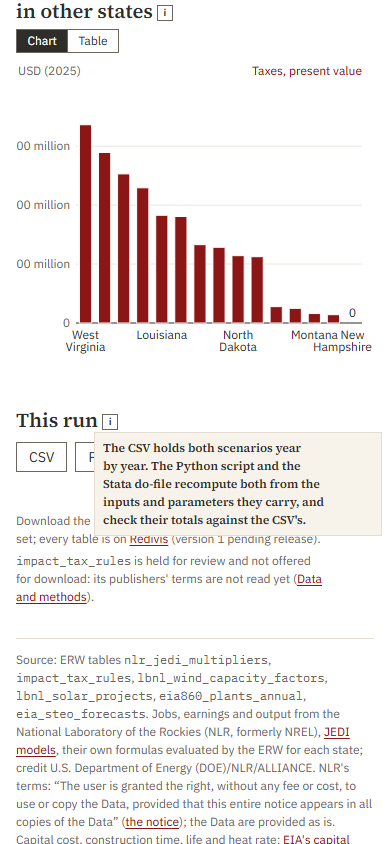 in other states i
Chart Table
USD (2025) Taxes, present value
00 million
00 million
00 million
0
0
West Virginia Louisiana North Dakota Montana New Hampshire
This run i
CSV
The CSV holds both scenarios year
by year. The Python script and the
Stata do-file recompute both from the
inputs and parameters they carry, and
check their totals against the CSV's.
Download the
set; every table is on Redivis (version 1 pending release).
impact_tax_rules is held for review and not offered
for download: its publishers' terms are not read yet (Data
and methods).
Source: ERW tables nlr_jedi_multipliers,
impact_tax_rules, lbnl_wind_capacity_factors,
lbnl_solar_projects, eia860_plants_annual,
eia_steo_forecasts. Jobs, earnings and output from the
National Laboratory of the Rockies (NLR, formerly NREL), JEDI
models, their own formulas evaluated by the ERW for each state;
credit U.S. Department of Energy (DOE)/NLR/ALLIANCE. NLR's
terms: “The user is granted the right, without any fee or cost, to
use or copy the Data, provided that this entire notice appears in all
copies of the Data” (the notice); the Data are provided as is.
Capital cost, construction time, life and heat rate: EIA's capital